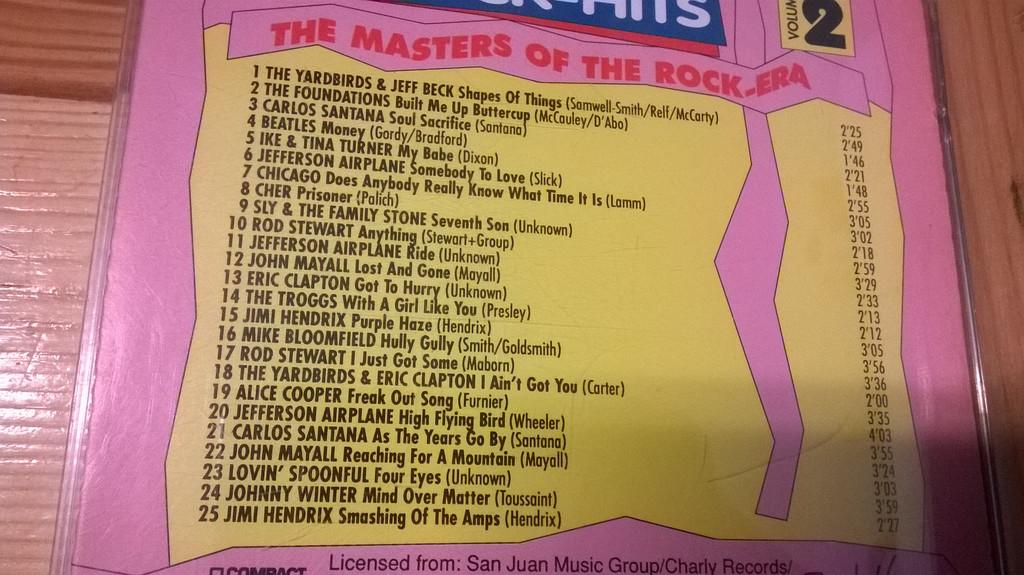 -HITS
VOLUM 2
THE MASTERS OF THE ROCK-ERA
1 THE YARDBIRDS & JEFF BECK Shapes Of Things (Samwell-Smith/Relf/McCarty) 2'25
2 THE FOUNDATIONS Built Me Up Buttercup (McCauley/D'Abo) 2'49
3 CARLOS SANTANA Soul Sacrifice (Santana) 1'46
4 BEATLES Money (Gordy/Bradford) 2'21
5 IKE & TINA TURNER My Babe (Dixon) 1'48
6 JEFFERSON AIRPLANE Somebody To Love (Slick) 2'55
7 CHICAGO Does Anybody Really Know What Time It Is (Lamm) 3'05
8 CHER Prisoner (Palich) 3'02
9 SLY & THE FAMILY STONE Seventh Son (Unknown) 2'18
10 ROD STEWART Anything (Stewart+Group) 2'59
11 JEFFERSON AIRPLANE Ride (Unknown) 3'29
12 JOHN MAYALL Lost And Gone (Mayall) 2'33
13 ERIC CLAPTON Got To Hurry (Unknown) 2'13
14 THE TROGGS With A Girl Like You (Presley) 2'12
15 JIMI HENDRIX Purple Haze (Hendrix) 3'05
16 MIKE BLOOMFIELD Hully Gully (Smith/Goldsmith) 3'56
17 ROD STEWART I Just Got Some (Maborn) 3'36
18 THE YARDBIRDS & ERIC CLAPTON I Ain't Got You (Carter) 2'00
19 ALICE COOPER Freak Out Song (Furnier) 3'35
20 JEFFERSON AIRPLANE High Flying Bird (Wheeler) 4'03
21 CARLOS SANTANA As The Years Go By (Santana) 3'55
22 JOHN MAYALL Reaching For A Mountain (Mayall) 3'24
23 LOVIN' SPOONFUL Four Eyes (Unknown) 3'03
24 JOHNNY WINTER Mind Over Matter (Toussaint) 3'59
25 JIMI HENDRIX Smashing Of The Amps (Hendrix) 2'27
COMPACT
Licensed from: San Juan Music Group/Charly Records/